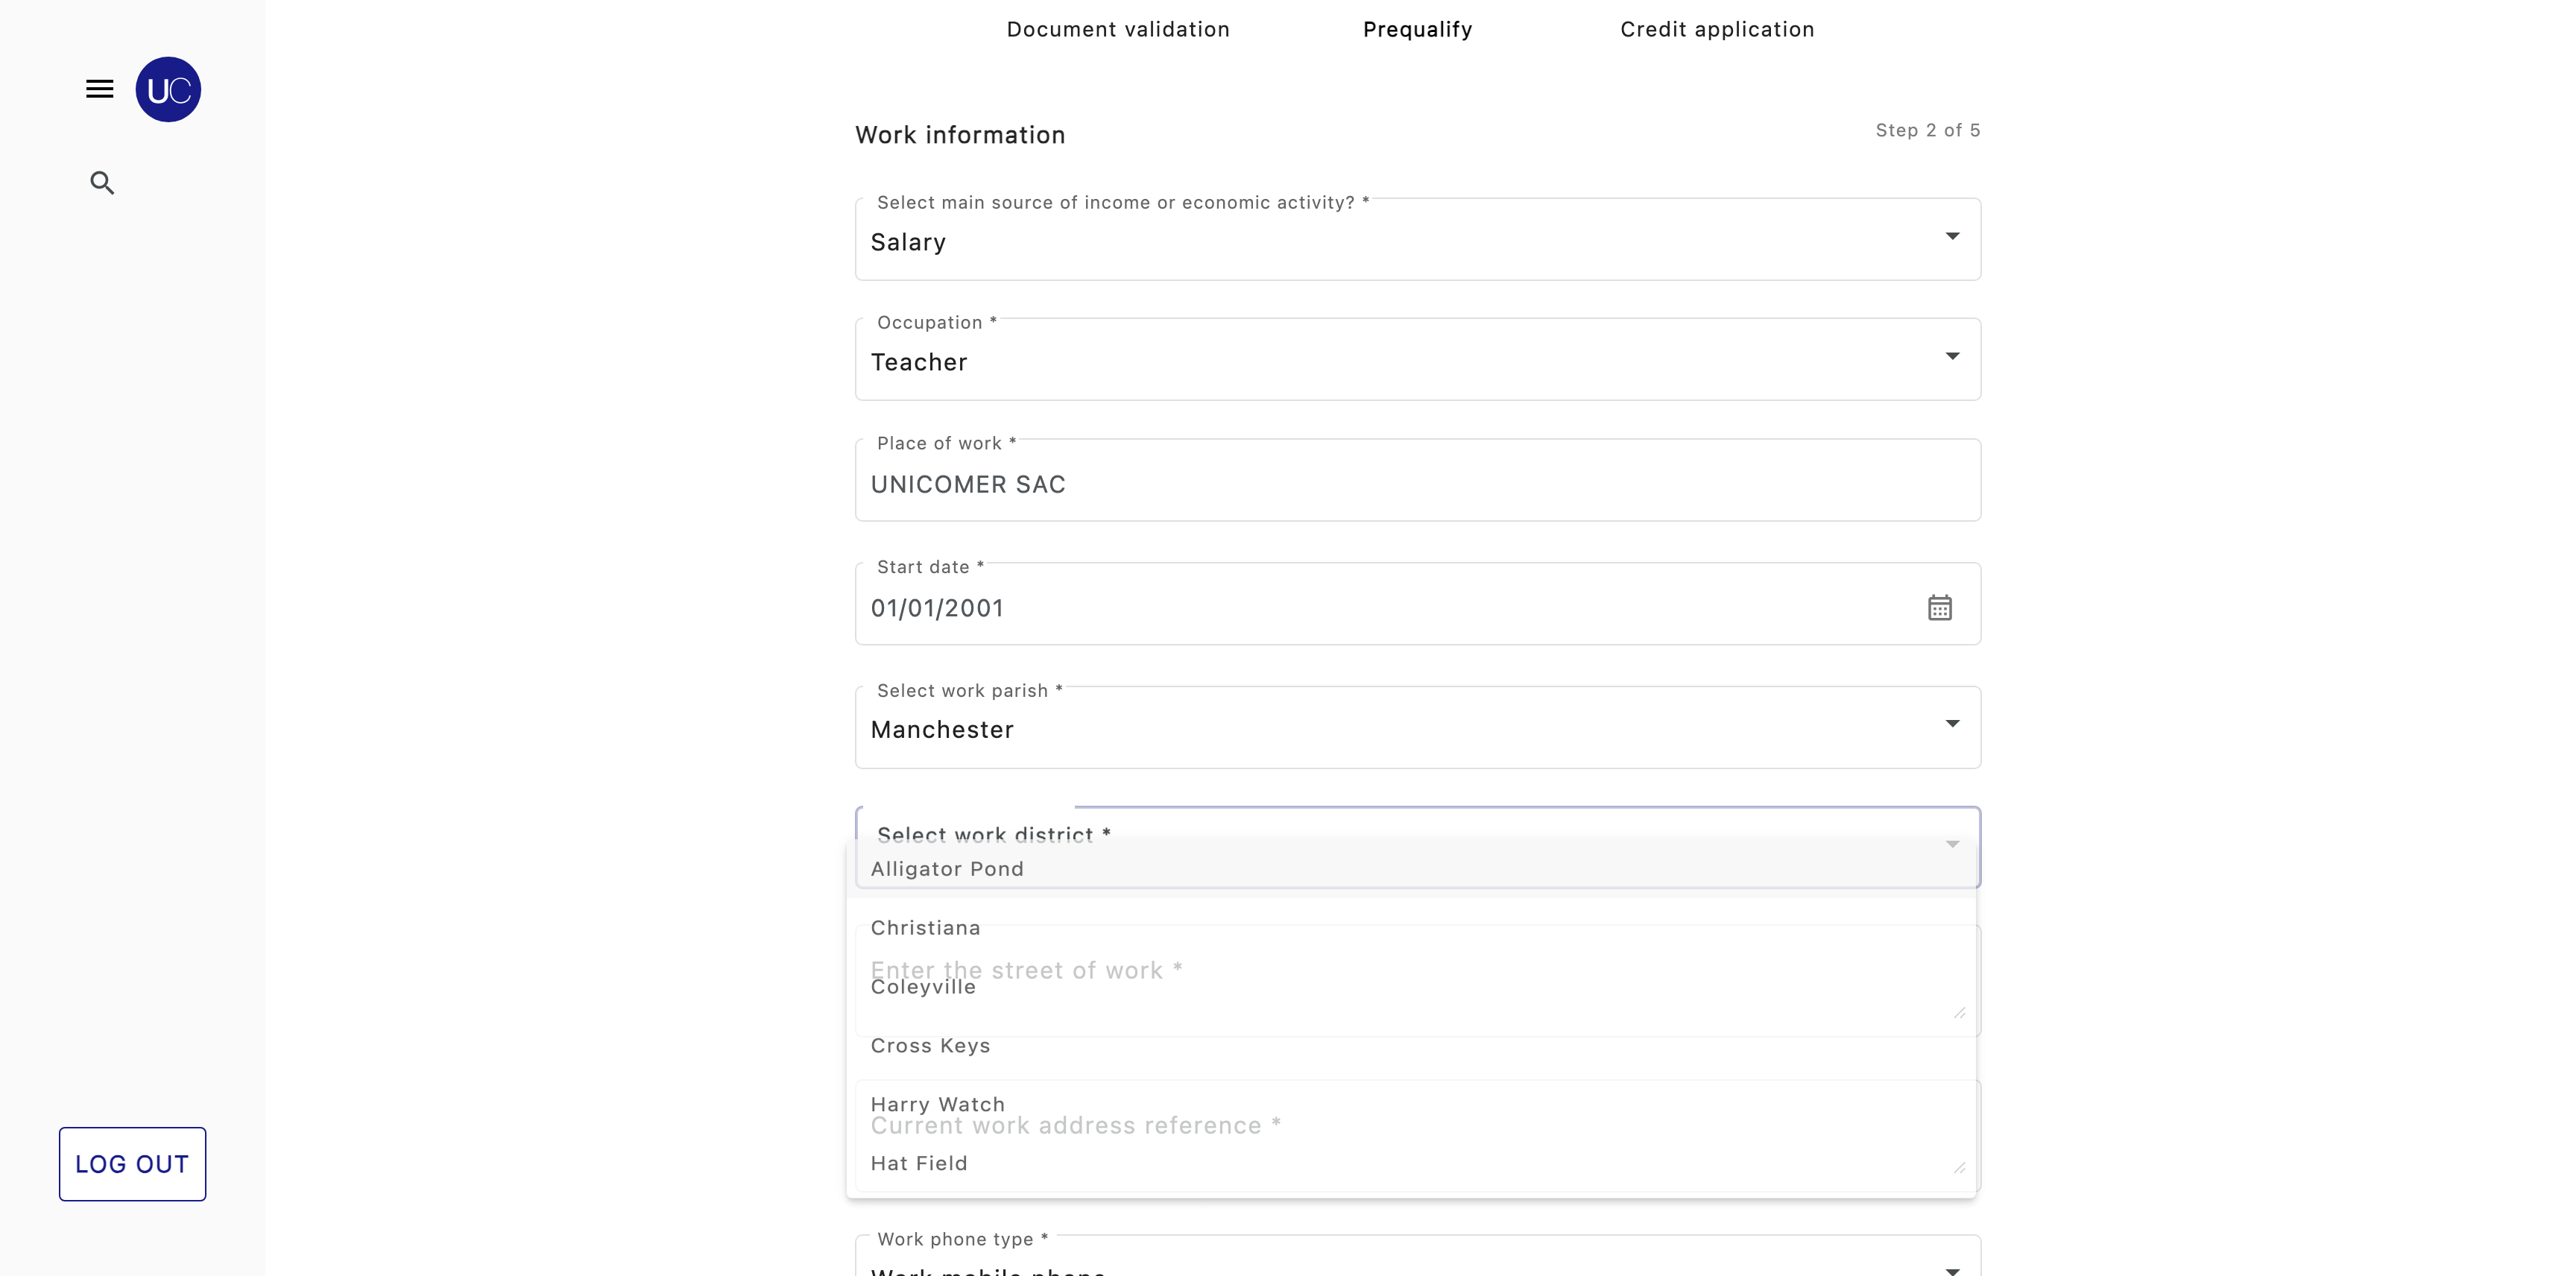 Document validation
Prequalify
Credit application
UC
Work information
Step 2 of 5
Select main source of income or economic activity? *
Salary
Occupation *
Teacher
Place of work *
UNICOMER SAC
Start date *
01/01/2001
Select work parish *
Manchester
Select work district *
Alligator Pond
Christiana
Enter the street of work *
Coleyville
Cross Keys
Harry Watch
Current work address reference *
Hat Field
LOG OUT
Work phone type *
Work mobile phone